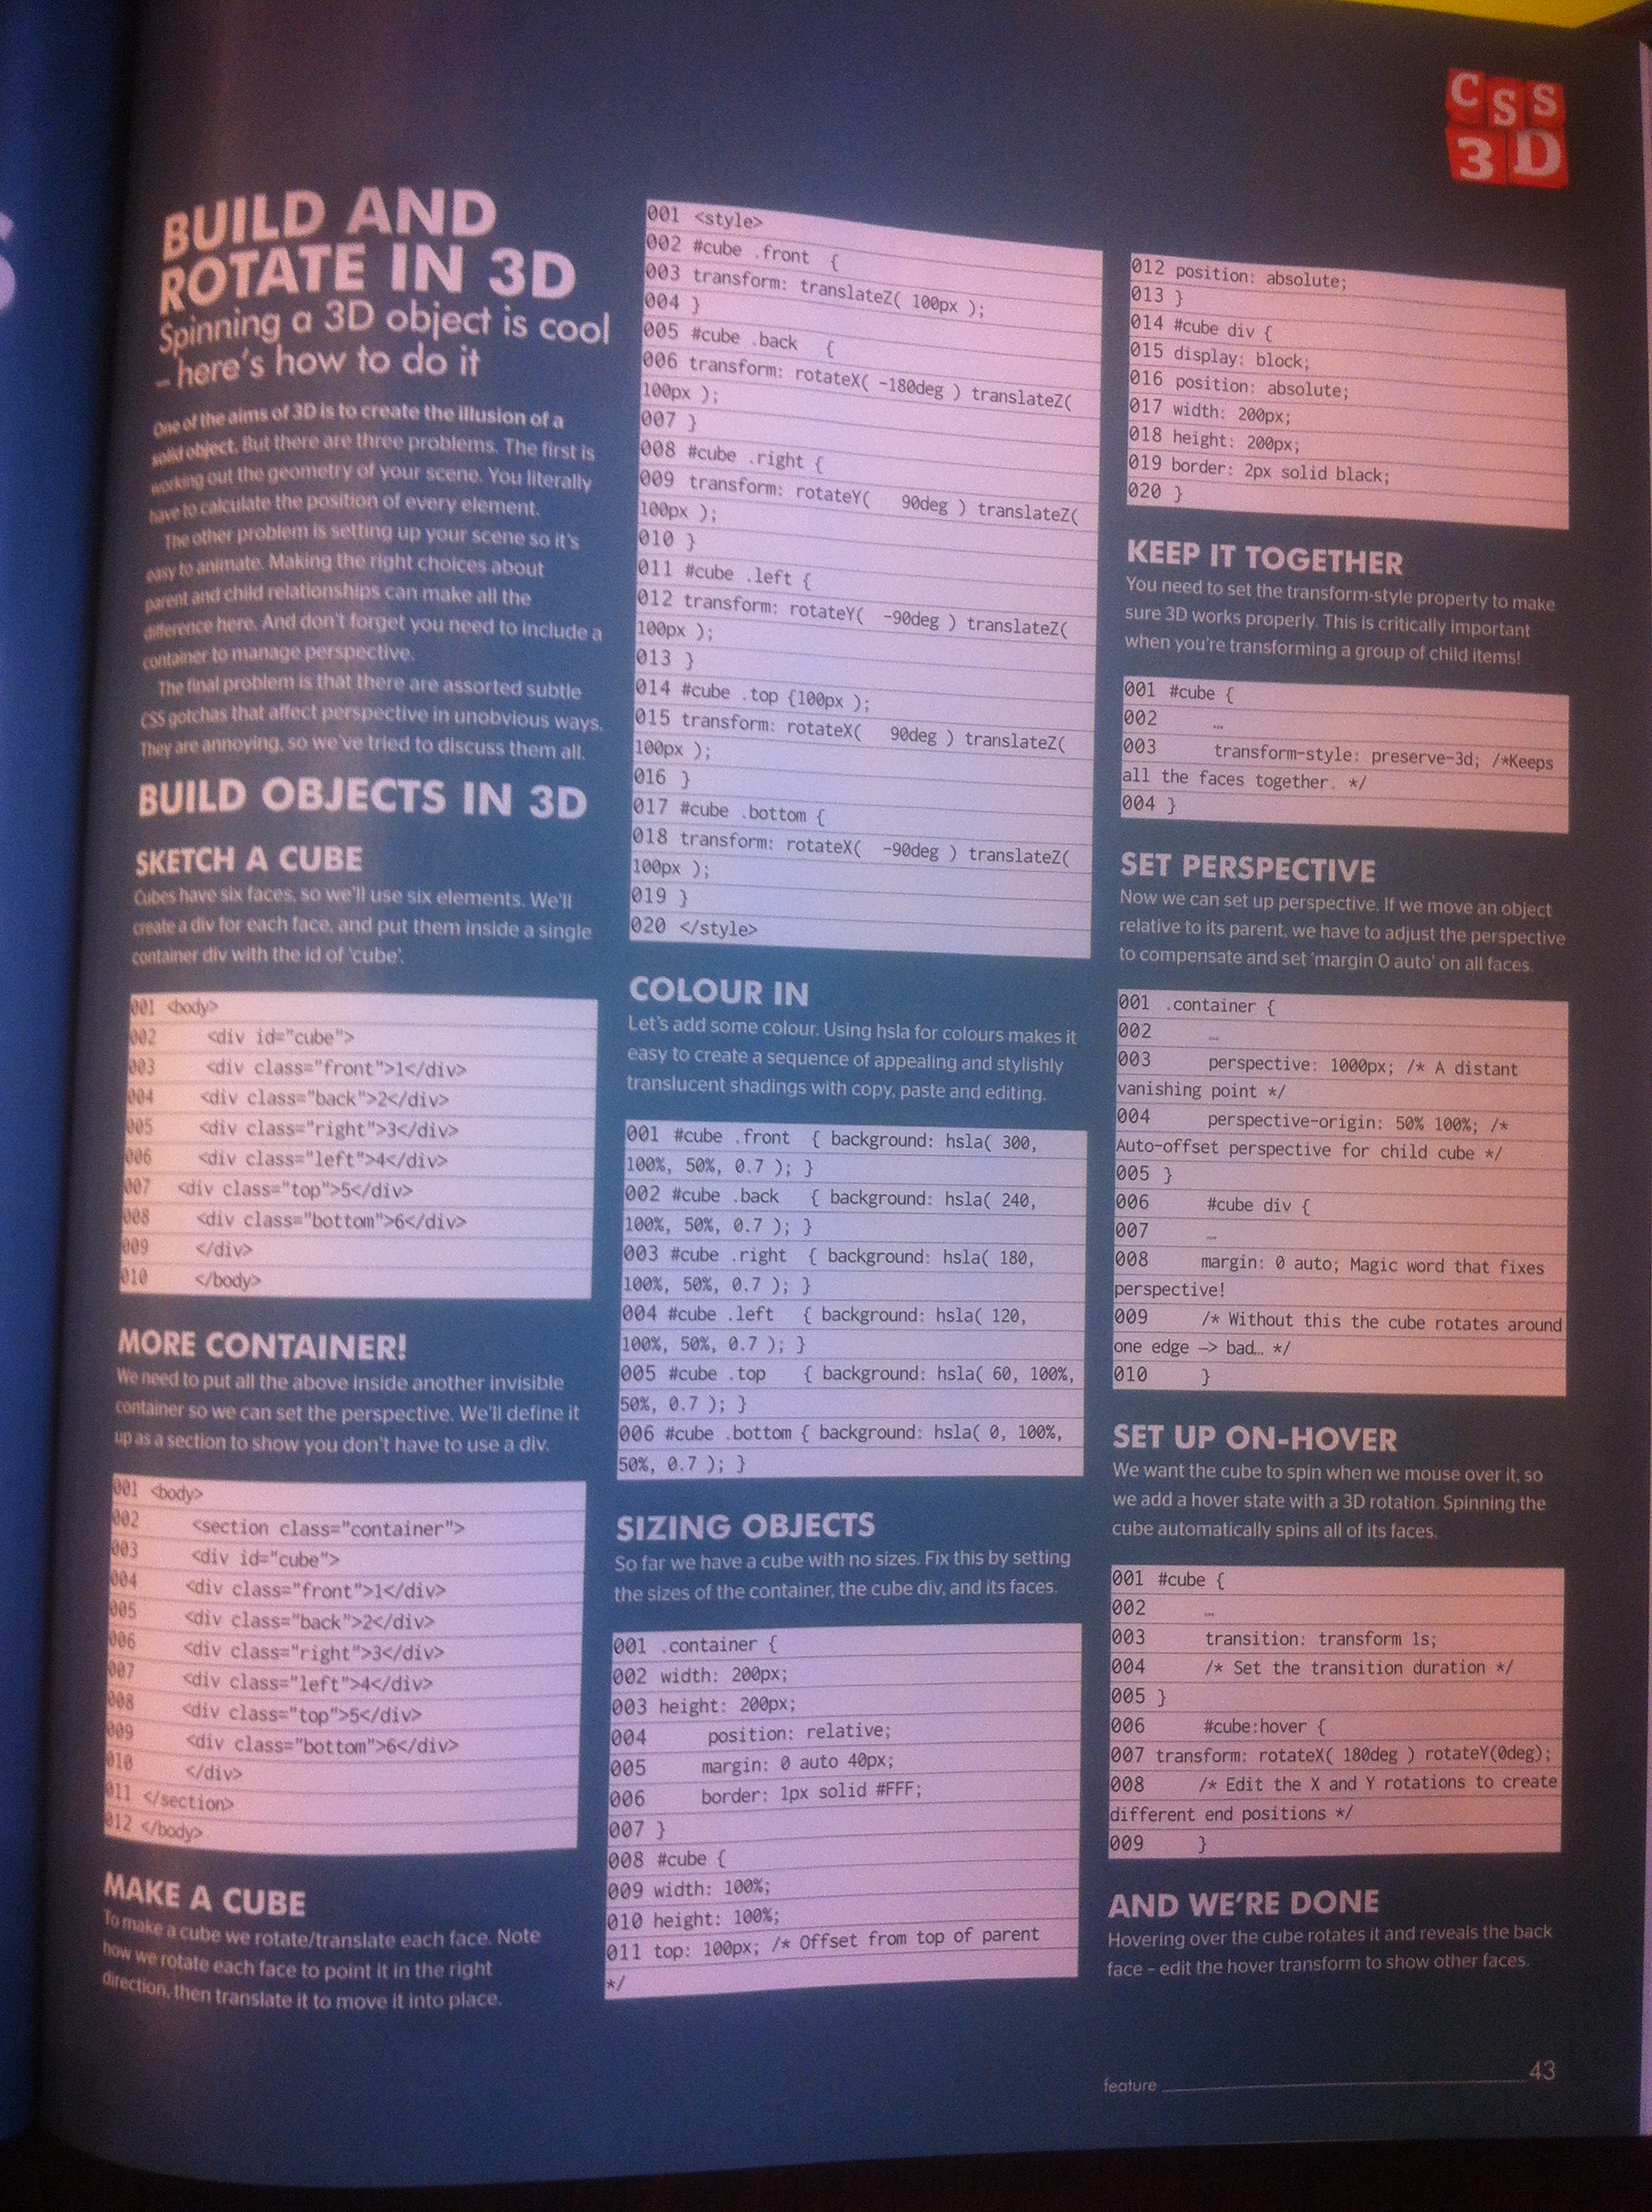 CSS
3D
BUILD AND
ROTATE IN 3D
Spinning a 3D object is cool
– here's how to do it
One of the aims of 3D is to create the illusion of a
solid object. But there are three problems. The first is
working out the geometry of your scene. You literally
have to calculate the position of every element.
The other problem is setting up your scene so it's
easy to animate. Making the right choices about
parent and child relationships can make all the
difference here. And don't forget you need to include a
container to manage perspective.
The final problem is that there are assorted subtle
CSS gotchas that affect perspective in unobvious ways.
They are annoying, so we've tried to discuss them all.
BUILD OBJECTS IN 3D
SKETCH A CUBE
Cubes have six faces, so we'll use six elements. We'll
create a div for each face, and put them inside a single
container div with the id of 'cube'.
001 <body>
002 <div id="cube">
003 <div class="front">1</div>
004 <div class="back">2</div>
005 <div class="right">3</div>
006 <div class="left">4</div>
007 <div class="top">5</div>
008 <div class="bottom">6</div>
009 </div>
010 </body>
MORE CONTAINER!
We need to put all the above inside another invisible
container so we can set the perspective. We'll define it
up as a section to show you don't have to use a div.
001 <body>
002 <section class="container">
003 <div id="cube">
004 <div class="front">1</div>
005 <div class="back">2</div>
006 <div class="right">3</div>
007 <div class="left">4</div>
008 <div class="top">5</div>
009 <div class="bottom">6</div>
010 </div>
011 </section>
012 </body>
MAKE A CUBE
To make a cube we rotate/translate each face. Note
how we rotate each face to point it in the right
direction, then translate it to move it into place.
001 <style>
002 #cube .front {
003 transform: translateZ( 100px );
004 }
005 #cube .back {
006 transform: rotateX( -180deg ) translateZ(
100px );
007 }
008 #cube .right {
009 transform: rotateY( 90deg ) translateZ(
100px );
010 }
011 #cube .left {
012 transform: rotateY( -90deg ) translateZ(
100px );
013 }
014 #cube .top {100px );
015 transform: rotateX( 90deg ) translateZ(
100px );
016 }
017 #cube .bottom {
018 transform: rotateX( -90deg ) translateZ(
100px );
019 }
020 </style>
COLOUR IN
Let's add some colour. Using hsla for colours makes it
easy to create a sequence of appealing and stylishly
translucent shadings with copy, paste and editing.
001 #cube .front { background: hsla( 300,
100%, 50%, 0.7 ); }
002 #cube .back { background: hsla( 240,
100%, 50%, 0.7 ); }
003 #cube .right { background: hsla( 180,
100%, 50%, 0.7 ); }
004 #cube .left { background: hsla( 120,
100%, 50%, 0.7 ); }
005 #cube .top { background: hsla( 60, 100%,
50%, 0.7 ); }
006 #cube .bottom { background: hsla( 0, 100%,
50%, 0.7 ); }
SIZING OBJECTS
So far we have a cube with no sizes. Fix this by setting
the sizes of the container, the cube div, and its faces.
001 .container {
002 width: 200px;
003 height: 200px;
004 position: relative;
005 margin: 0 auto 40px;
006 border: 1px solid #FFF;
007 }
008 #cube {
009 width: 100%;
010 height: 100%;
011 top: 100px; /* Offset from top of parent
*/
012 position: absolute;
013 }
014 #cube div {
015 display: block;
016 position: absolute;
017 width: 200px;
018 height: 200px;
019 border: 2px solid black;
020 }
KEEP IT TOGETHER
You need to set the transform-style property to make
sure 3D works properly. This is critically important
when you're transforming a group of child items!
001 #cube {
002 …
003 transform-style: preserve-3d; /*Keeps
all the faces together. */
004 }
SET PERSPECTIVE
Now we can set up perspective. If we move an object
relative to its parent, we have to adjust the perspective
to compensate and set 'margin 0 auto' on all faces.
001 .container {
002 …
003 perspective: 1000px; /* A distant
vanishing point */
004 perspective-origin: 50% 100%; /*
Auto-offset perspective for child cube */
005 }
006 #cube div {
007 …
008 margin: 0 auto; Magic word that fixes
perspective!
009 /* Without this the cube rotates around
one edge -> bad… */
010 }
SET UP ON-HOVER
We want the cube to spin when we mouse over it, so
we add a hover state with a 3D rotation. Spinning the
cube automatically spins all of its faces.
001 #cube {
002 …
003 transition: transform 1s;
004 /* Set the transition duration */
005 }
006 #cube:hover {
007 transform: rotateX( 180deg ) rotateY(0deg);
008 /* Edit the X and Y rotations to create
different end positions */
009 }
AND WE'RE DONE
Hovering over the cube rotates it and reveals the back
face – edit the hover transform to show other faces.
feature 43